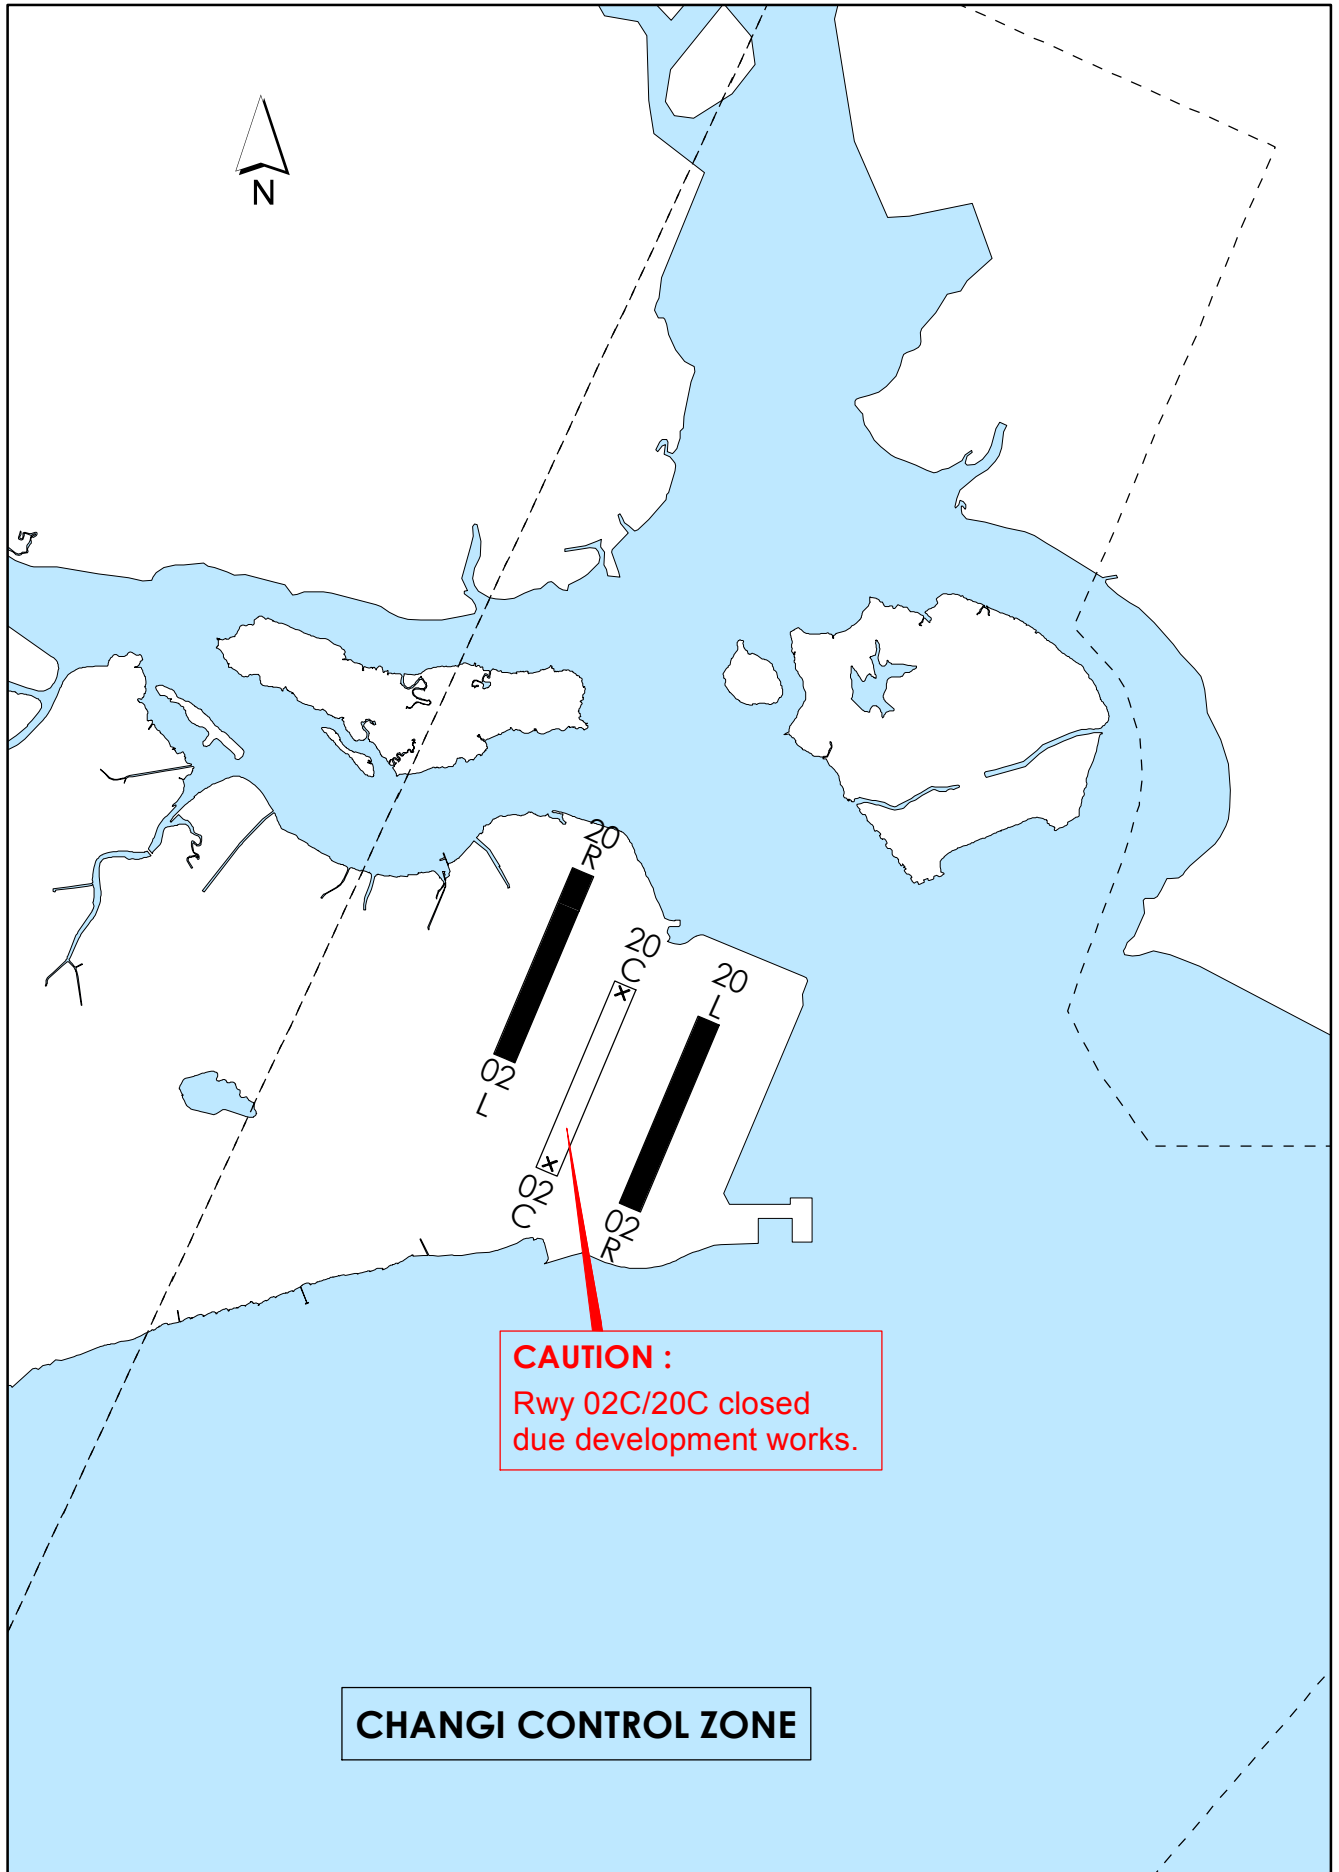 N
20
R
20
C
20
L
02
L
02
C
02
R
CAUTION :
Rwy 02C/20C closed
due development works.
CHANGI CONTROL ZONE